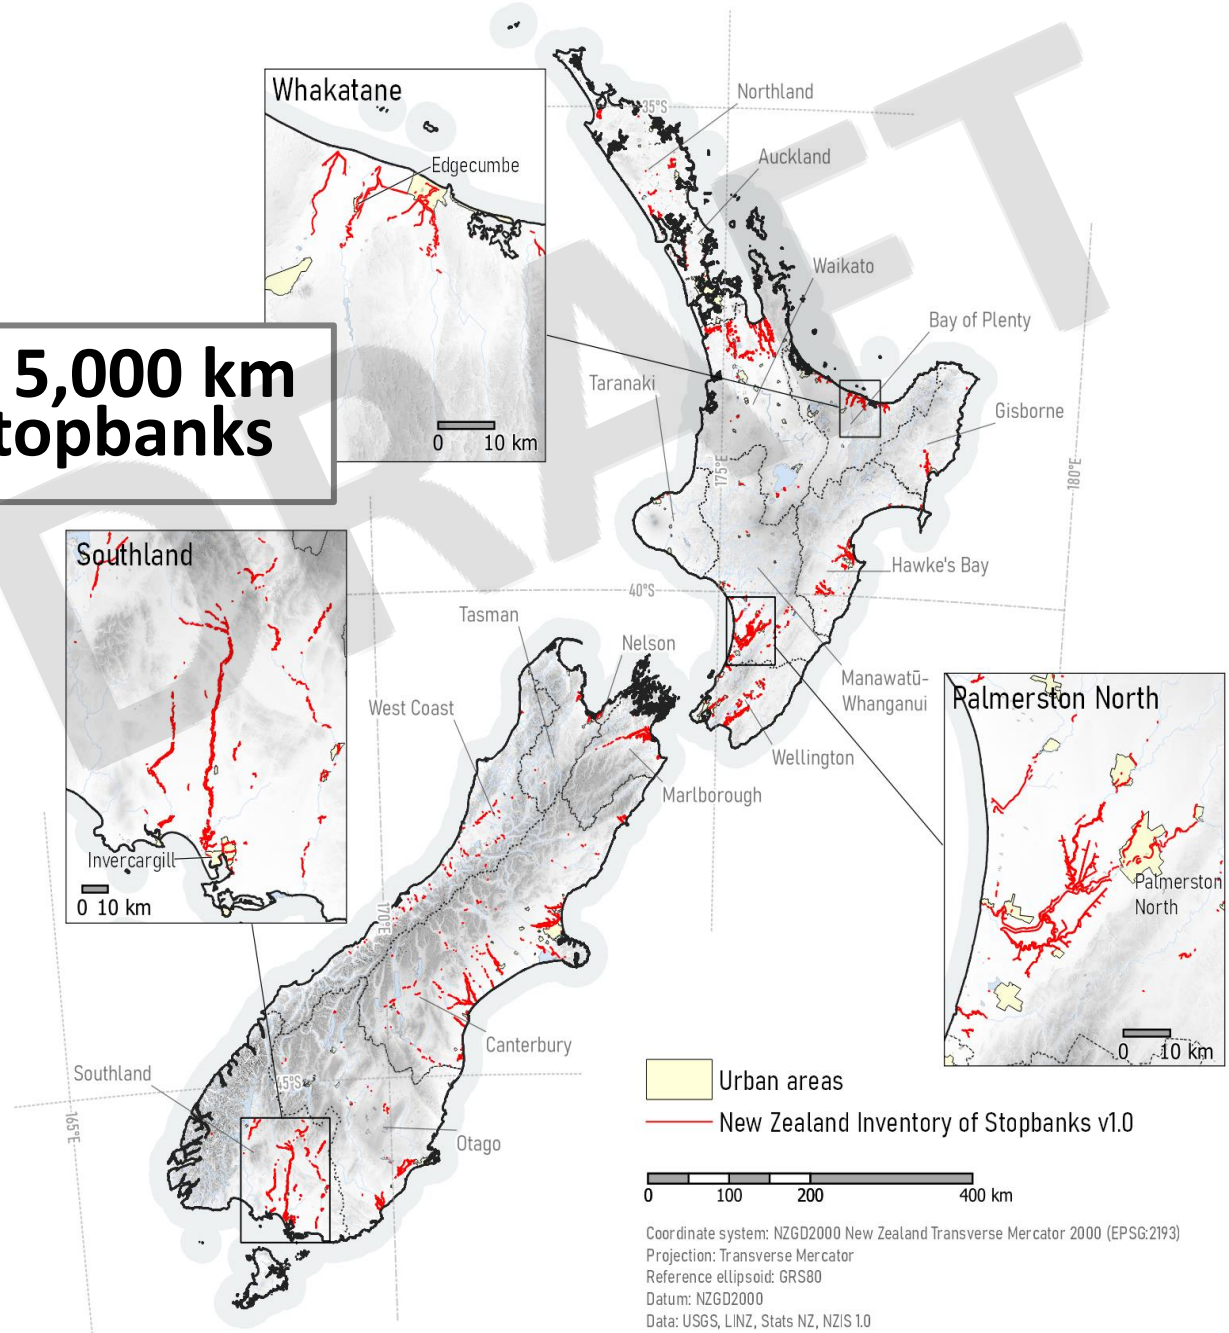 DRAFT
Whakatane
Edgecumbe
0 10 km
5,000 km
topbanks
Northland
35°S
Auckland
Waikato
Bay of Plenty
Taranaki
Gisborne
175°E
180°E
Hawke's Bay
40°S
Southland
Invercargill
0 10 km
Tasman
Nelson
West Coast
Manawatū-
Whanganui
Wellington
Marlborough
Palmerston North
Palmerston
North
0 10 km
170°E
Canterbury
Southland
45°S
165°E
Otago
Urban areas
New Zealand Inventory of Stopbanks v1.0
0 100 200 400 km
Coordinate system: NZGD2000 New Zealand Transverse Mercator 2000 (EPSG:2193)
Projection: Transverse Mercator
Reference ellipsoid: GRS80
Datum: NZGD2000
Data: USGS, LINZ, Stats NZ, NZIS 1.0